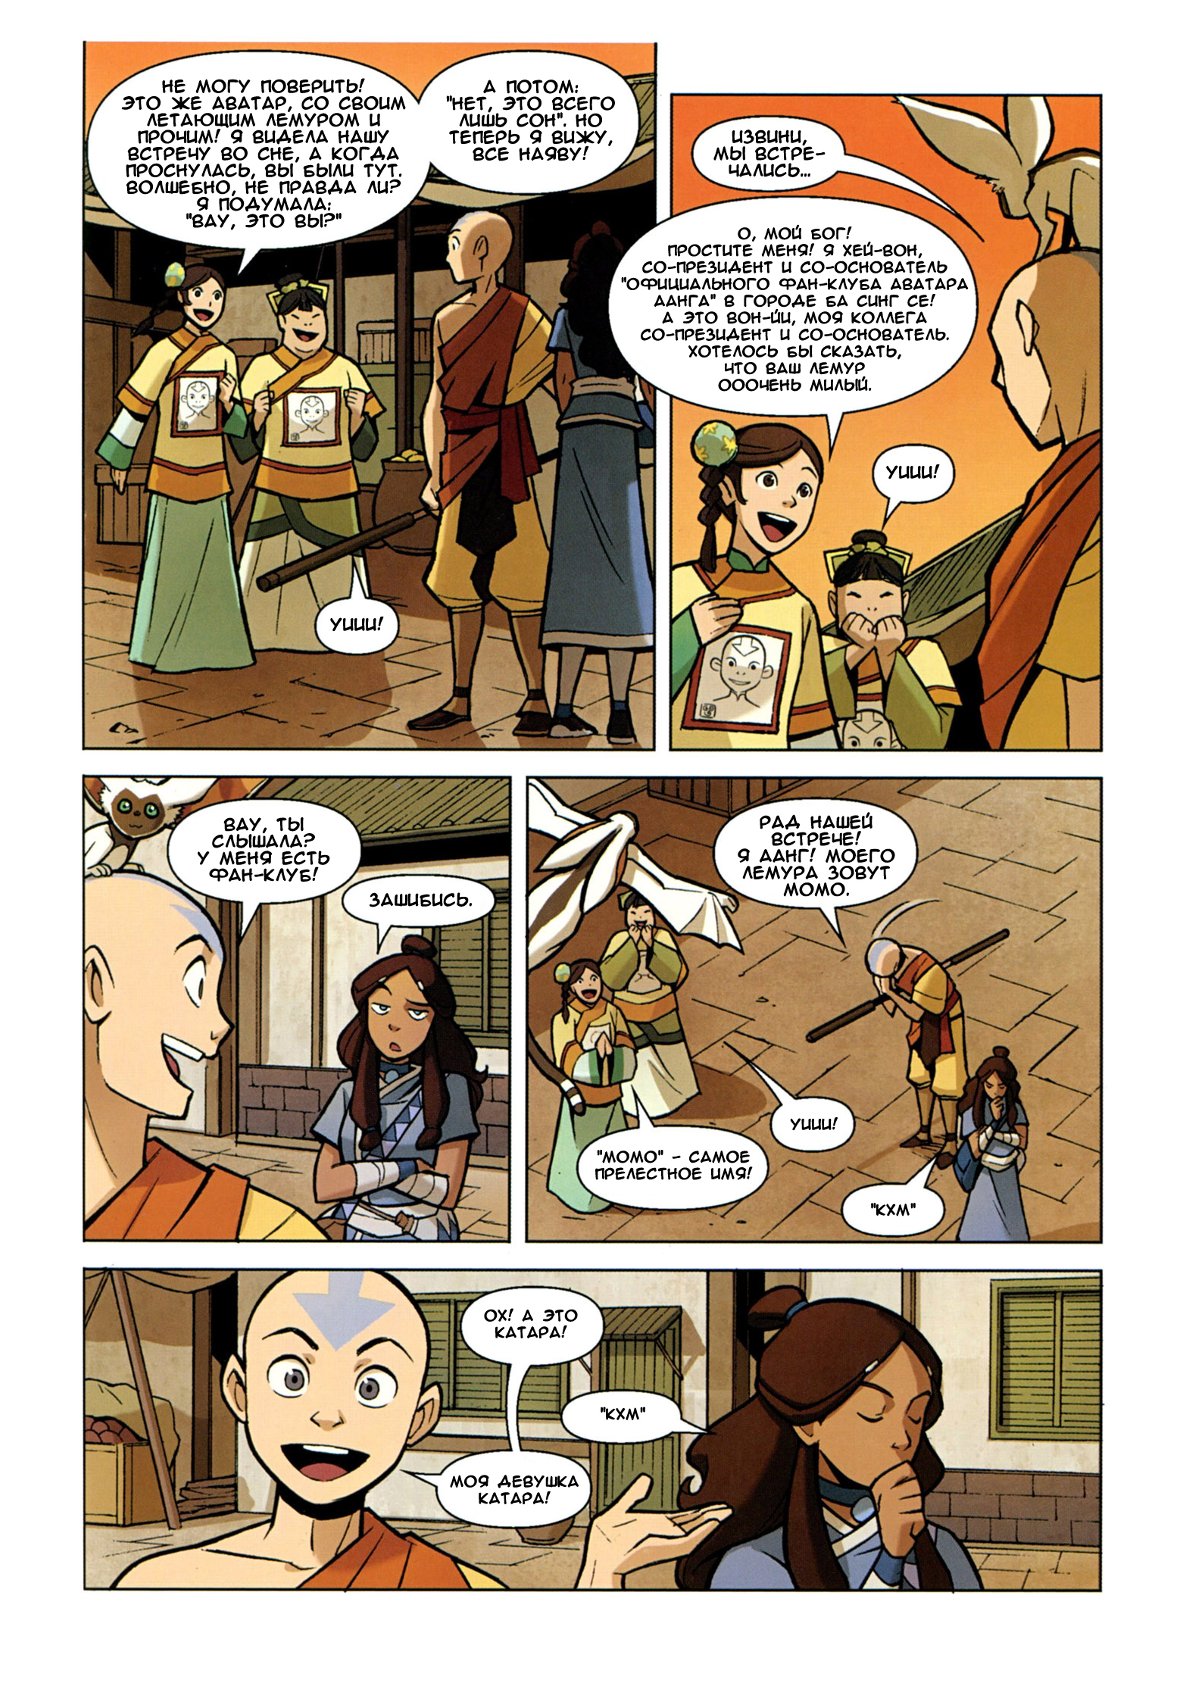 НЕ МОГУ ПОВЕРИТЬ!
ЭТО ЖЕ АВАТАР, СО СВОИМ
ЛЕТАЮЩИМ ЛЕМУРОМ И
ПРОЧИМ! Я ВИДЕЛА НАШУ
ВСТРЕЧУ ВО СНЕ, А КОГДА
ПРОСНУЛАСЬ, ВЫ БЫЛИ ТУТ.
ВОЛШЕБНО, НЕ ПРАВДА ЛИ?
Я ПОДУМАЛА:
"ВАУ, ЭТО ВЫ?"
А ПОТОМ:
"НЕТ, ЭТО ВСЕГО
ЛИШЬ СОН". НО
ТЕПЕРЬ Я ВИЖУ,
ВСЕ НАЯВУ!
УИИИ!
ИЗВИНИ,
МЫ ВСТРЕ-
ЧАЛИСЬ...
О, МОЙ БОГ!
ПРОСТИТЕ МЕНЯ! Я ХЕЙ-ВОН,
СО-ПРЕЗИДЕНТ И СО-ОСНОВАТЕЛЬ
"ОФИЦИАЛЬНОГО ФАН-КЛУБА АВАТАРА
ААНГА" В ГОРОДЕ БА СИНГ СЕ!
А ЭТО ВОН-ЙИ, МОЯ КОЛЛЕГА
СО-ПРЕЗИДЕНТ И СО-ОСНОВАТЕЛЬ.
ХОТЕЛОСЬ БЫ СКАЗАТЬ,
ЧТО ВАШ ЛЕМУР
ОООЧЕНЬ МИЛЫЙ.
УИИИ!
ВАУ, ТЫ
СЛЫШАЛА?
У МЕНЯ ЕСТЬ
ФАН-КЛУБ!
ЗАШИБИСЬ.
РАД НАШЕЙ
ВСТРЕЧЕ!
Я ААНГ! МОЕГО
ЛЕМУРА ЗОВУТ
МОМО.
УИИИ!
"МОМО" - САМОЕ
ПРЕЛЕСТНОЕ ИМЯ!
"КХМ"
ОХ! А ЭТО
КАТАРА!
"КХМ"
МОЯ ДЕВУШКА
КАТАРА!